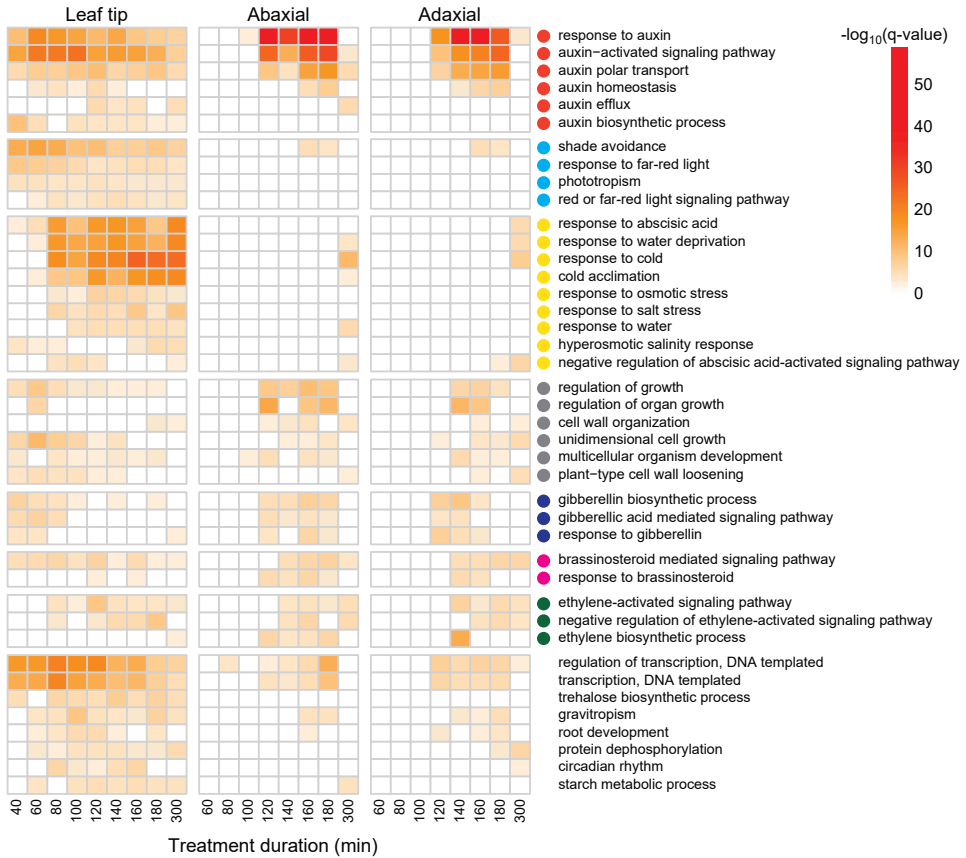 Leaf tip Abaxial Adaxial
-log10(q-value)
50
40
30
20
10
0
response to auxin
auxin−activated signaling pathway
auxin polar transport
auxin homeostasis
auxin efflux
auxin biosynthetic process
shade avoidance
response to far-red light
phototropism
red or far-red light signaling pathway
response to abscisic acid
response to water deprivation
response to cold
cold acclimation
response to osmotic stress
response to salt stress
response to water
hyperosmotic salinity response
negative regulation of abscisic acid-activated signaling pathway
regulation of growth
regulation of organ growth
cell wall organization
unidimensional cell growth
multicellular organism development
plant−type cell wall loosening
gibberellin biosynthetic process
gibberellic acid mediated signaling pathway
response to gibberellin
brassinosteroid mediated signaling pathway
response to brassinosteroid
ethylene-activated signaling pathway
negative regulation of ethylene-activated signaling pathway
ethylene biosynthetic process
regulation of transcription, DNA templated
transcription, DNA templated
trehalose biosynthetic process
gravitropism
root development
protein dephosphorylation
circadian rhythm
starch metabolic process
40 60 80 100 120 140 160 180 300 60 80 100 120 140 160 180 300 60 80 100 120 140 160 180 300
Treatment duration (min)